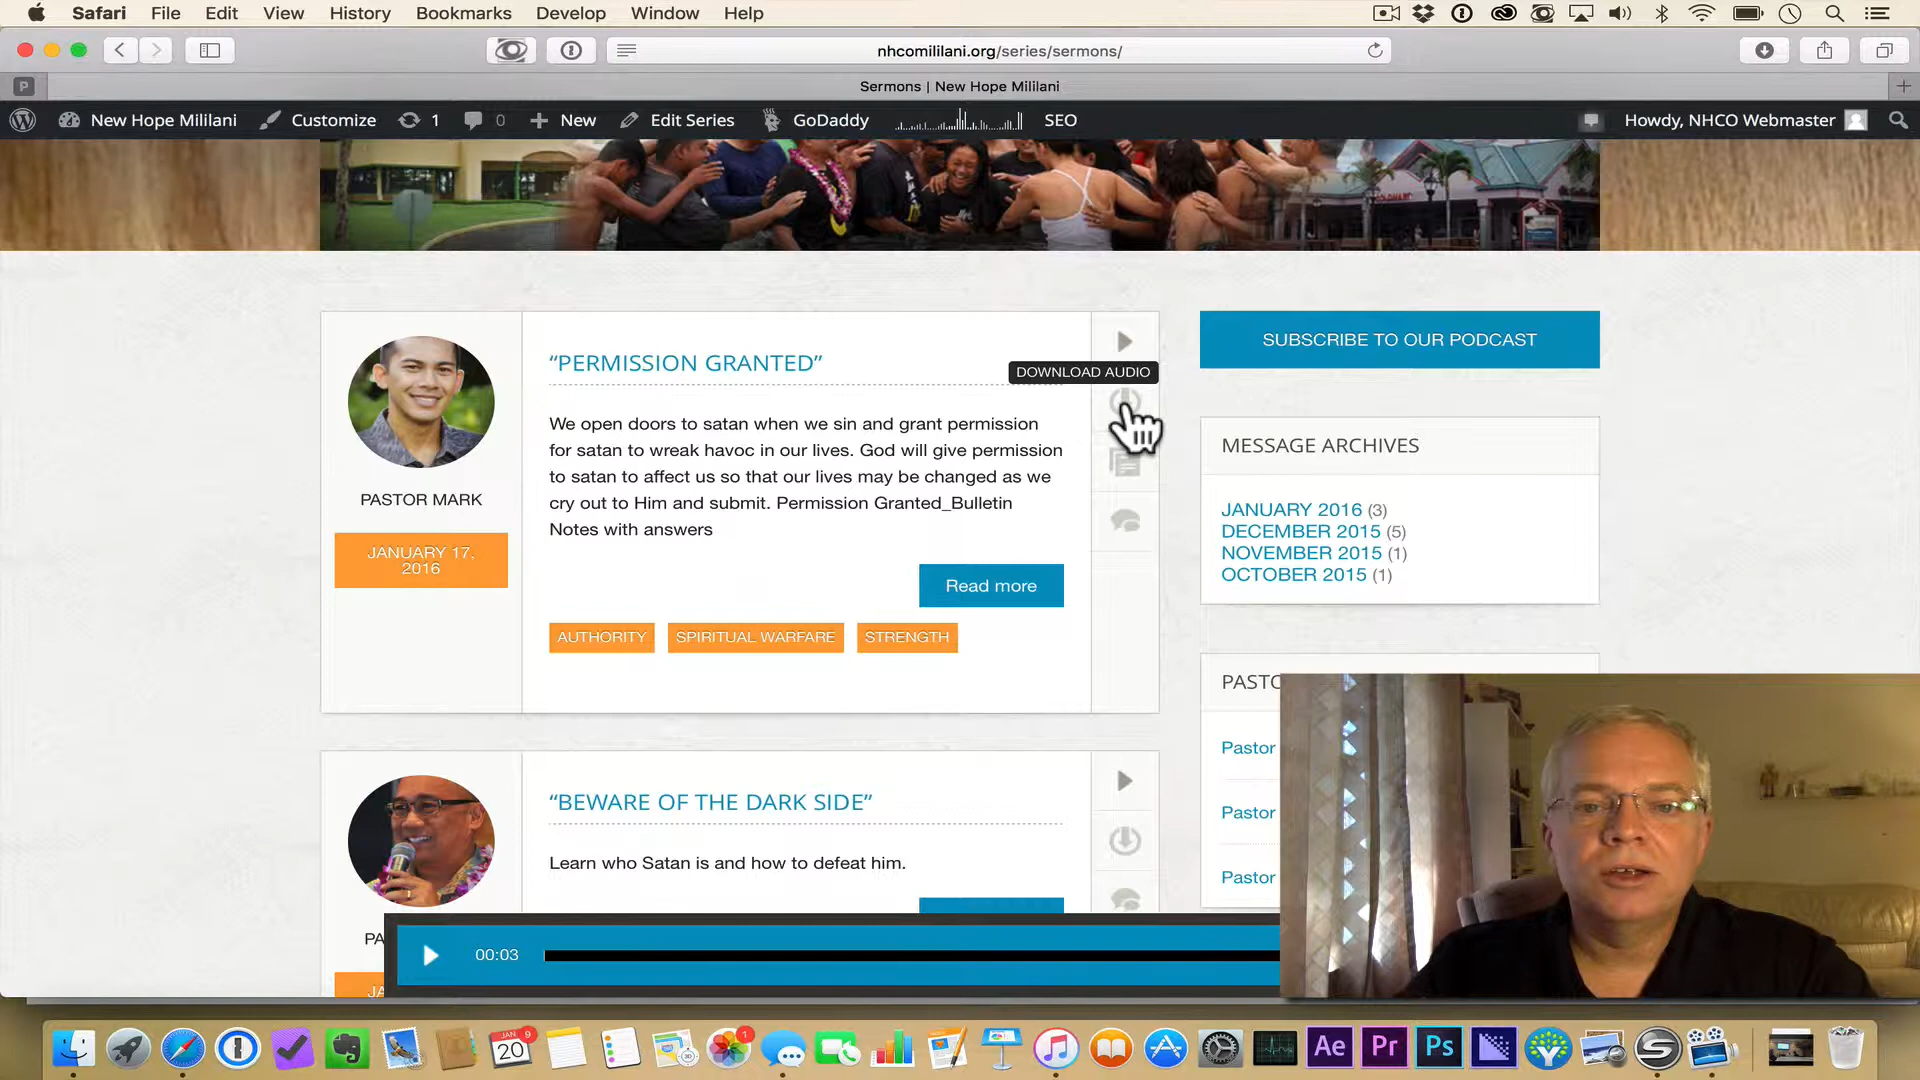 Safari File Edit View History Bookmarks Develop Window Help
nhcomililani.org/series/sermons/
P
Sermons | New Hope Mililani
New Hope Mililani Customize 1 0 New Edit Series GoDaddy SEO Howdy, NHCO Webmaster
“PERMISSION GRANTED”
DOWNLOAD AUDIO
We open doors to satan when we sin and grant permission
for satan to wreak havoc in our lives. God will give permission
to satan to affect us so that our lives may be changed as we
cry out to Him and submit. Permission Granted_Bulletin
Notes with answers
PASTOR MARK
JANUARY 17,
2016
Read more
AUTHORITY SPIRITUAL WARFARE STRENGTH
SUBSCRIBE TO OUR PODCAST
MESSAGE ARCHIVES
JANUARY 2016 (3)
DECEMBER 2015 (5)
NOVEMBER 2015 (1)
OCTOBER 2015 (1)
PASTO
Pastor
Pastor
Pastor
“BEWARE OF THE DARK SIDE”
Learn who Satan is and how to defeat him.
PA
JA
00:03
JAN 9
20
1
Ae Pr Ps